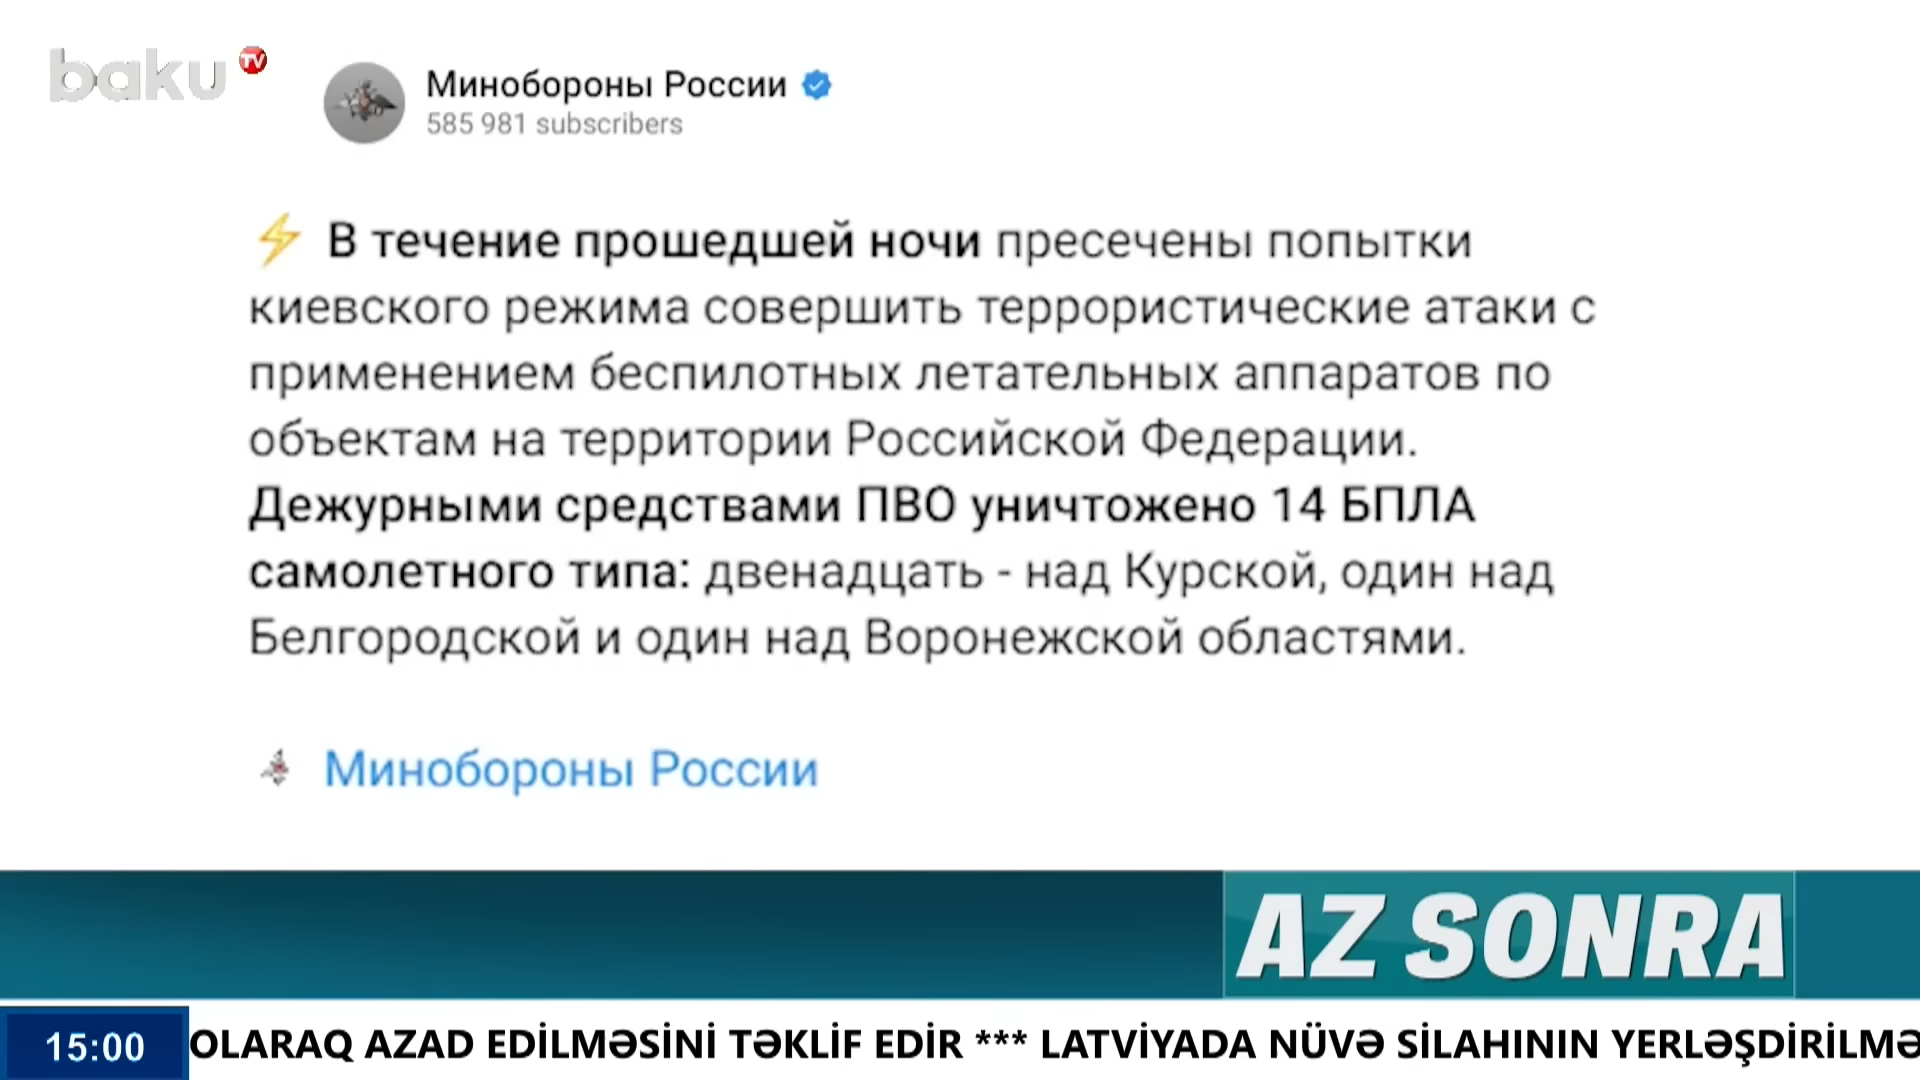 baku TV
Минобороны России
585 981 subscribers
⚡ В течение прошедшей ночи пресечены попытки
киевского режима совершить террористические атаки с
применением беспилотных летательных аппаратов по
объектам на территории Российской Федерации.
Дежурными средствами ПВО уничтожено 14 БПЛА
самолетного типа: двенадцать - над Курской, один над
Белгородской и один над Воронежской областями.
Минобороны России
AZ SONRA
15:00 OLARAQ AZAD EDİLMƏSİNİ TƏKLİF EDİR *** LATVİYADA NÜVƏ SİLAHININ YERLƏŞDİRİLMƏ